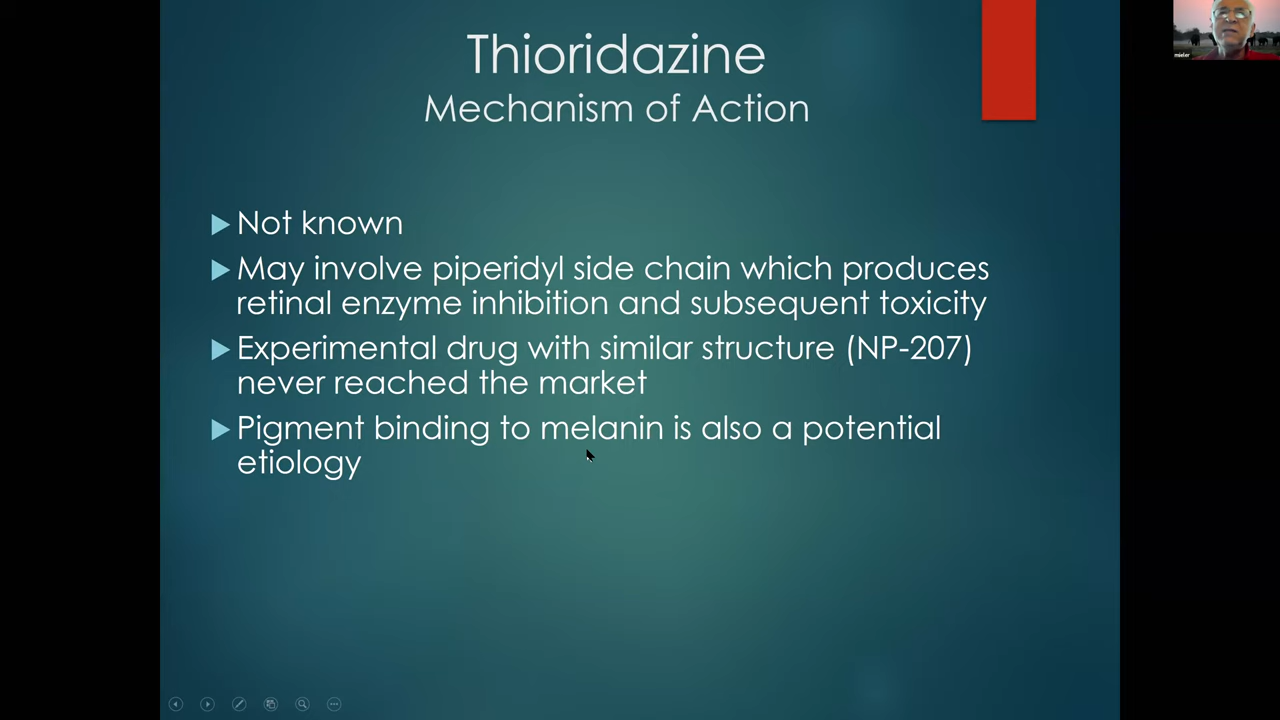 Thioridazine
Mechanism of Action
Not known
May involve piperidyl side chain which produces
retinal enzyme inhibition and subsequent toxicity
Experimental drug with similar structure (NP-207)
never reached the market
Pigment binding to melanin is also a potential
etiology
mieler